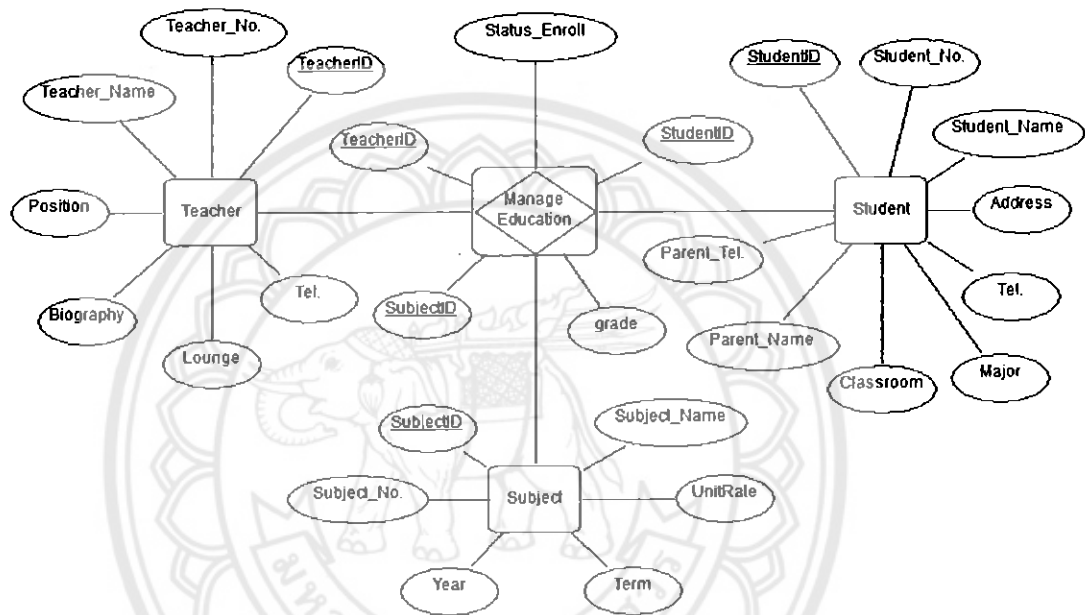 Teacher_No.
Status_Enroll
StudentID
Student_No.
TeacherID
Teacher_Name
TeacherID
StudentID
Student_Name
Position
Teacher
Manage
Education
Student
Address
Parent_Tel.
Tel.
Tel.
Biography
SubjectID
grade
Parent_Name
Lounge
Classroom
Major
SubjectID
Subject_Name
Subject_No.
Subject
UnitRate
Year
Term